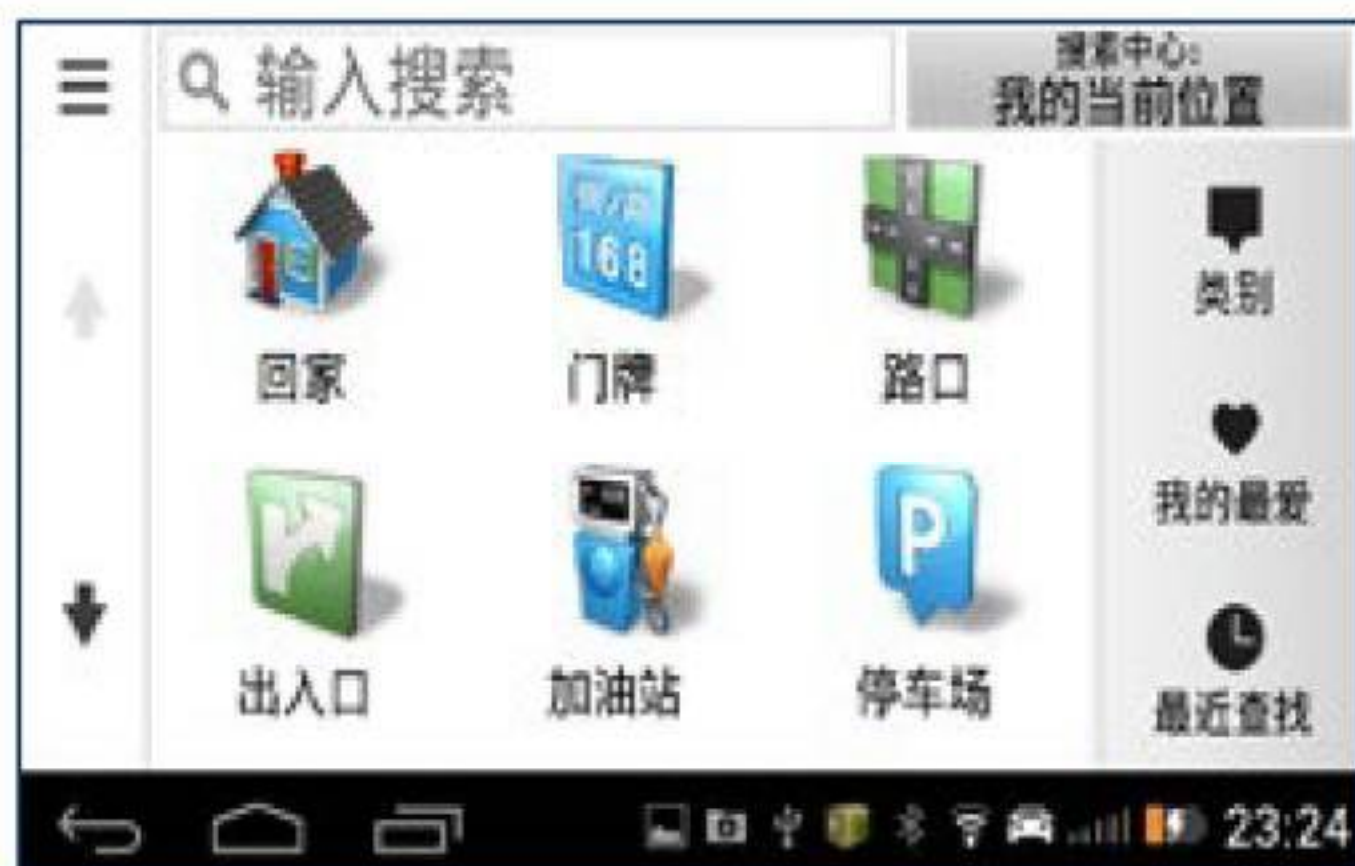 输入搜索
搜索中心:
我的当前位置
168
回家
门牌
路口
类别
我的最爱
出入口
加油站
停车场
P
最近查找
23:24